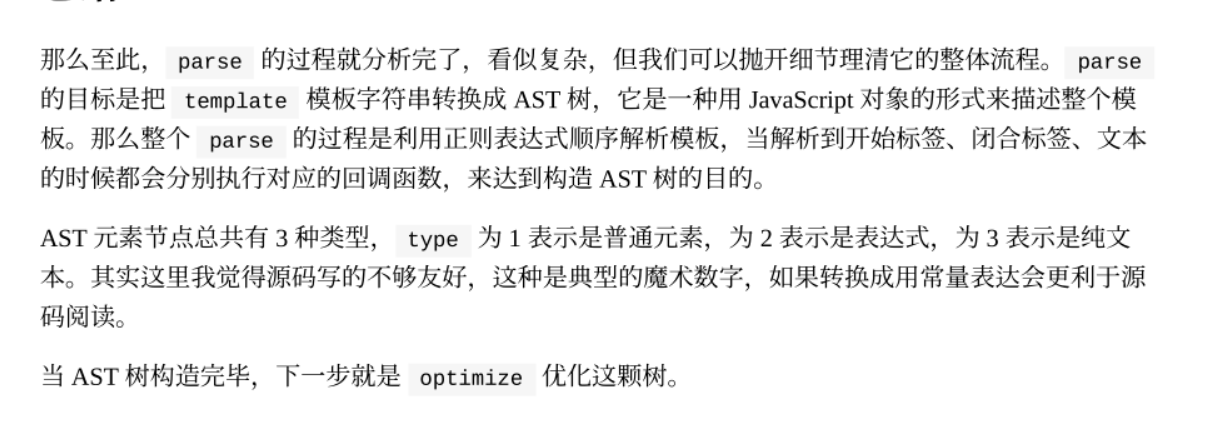 那么至此， parse 的过程就分析完了，看似复杂，但我们可以抛开细节理清它的整体流程。 parse
的目标是把 template 模板字符串转换成 AST 树，它是一种用 JavaScript 对象的形式来描述整个模
板。那么整个 parse 的过程是利用正则表达式顺序解析模板，当解析到开始标签、闭合标签、文本
的时候都会分别执行对应的回调函数，来达到构造 AST 树的目的。
AST 元素节点总共有 3 种类型， type 为 1 表示是普通元素，为 2 表示是表达式，为 3 表示是纯文
本。其实这里我觉得源码写的不够友好，这种是典型的魔术数字，如果转换成用常量表达会更利于源
码阅读。
当 AST 树构造完毕，下一步就是 optimize 优化这颗树。